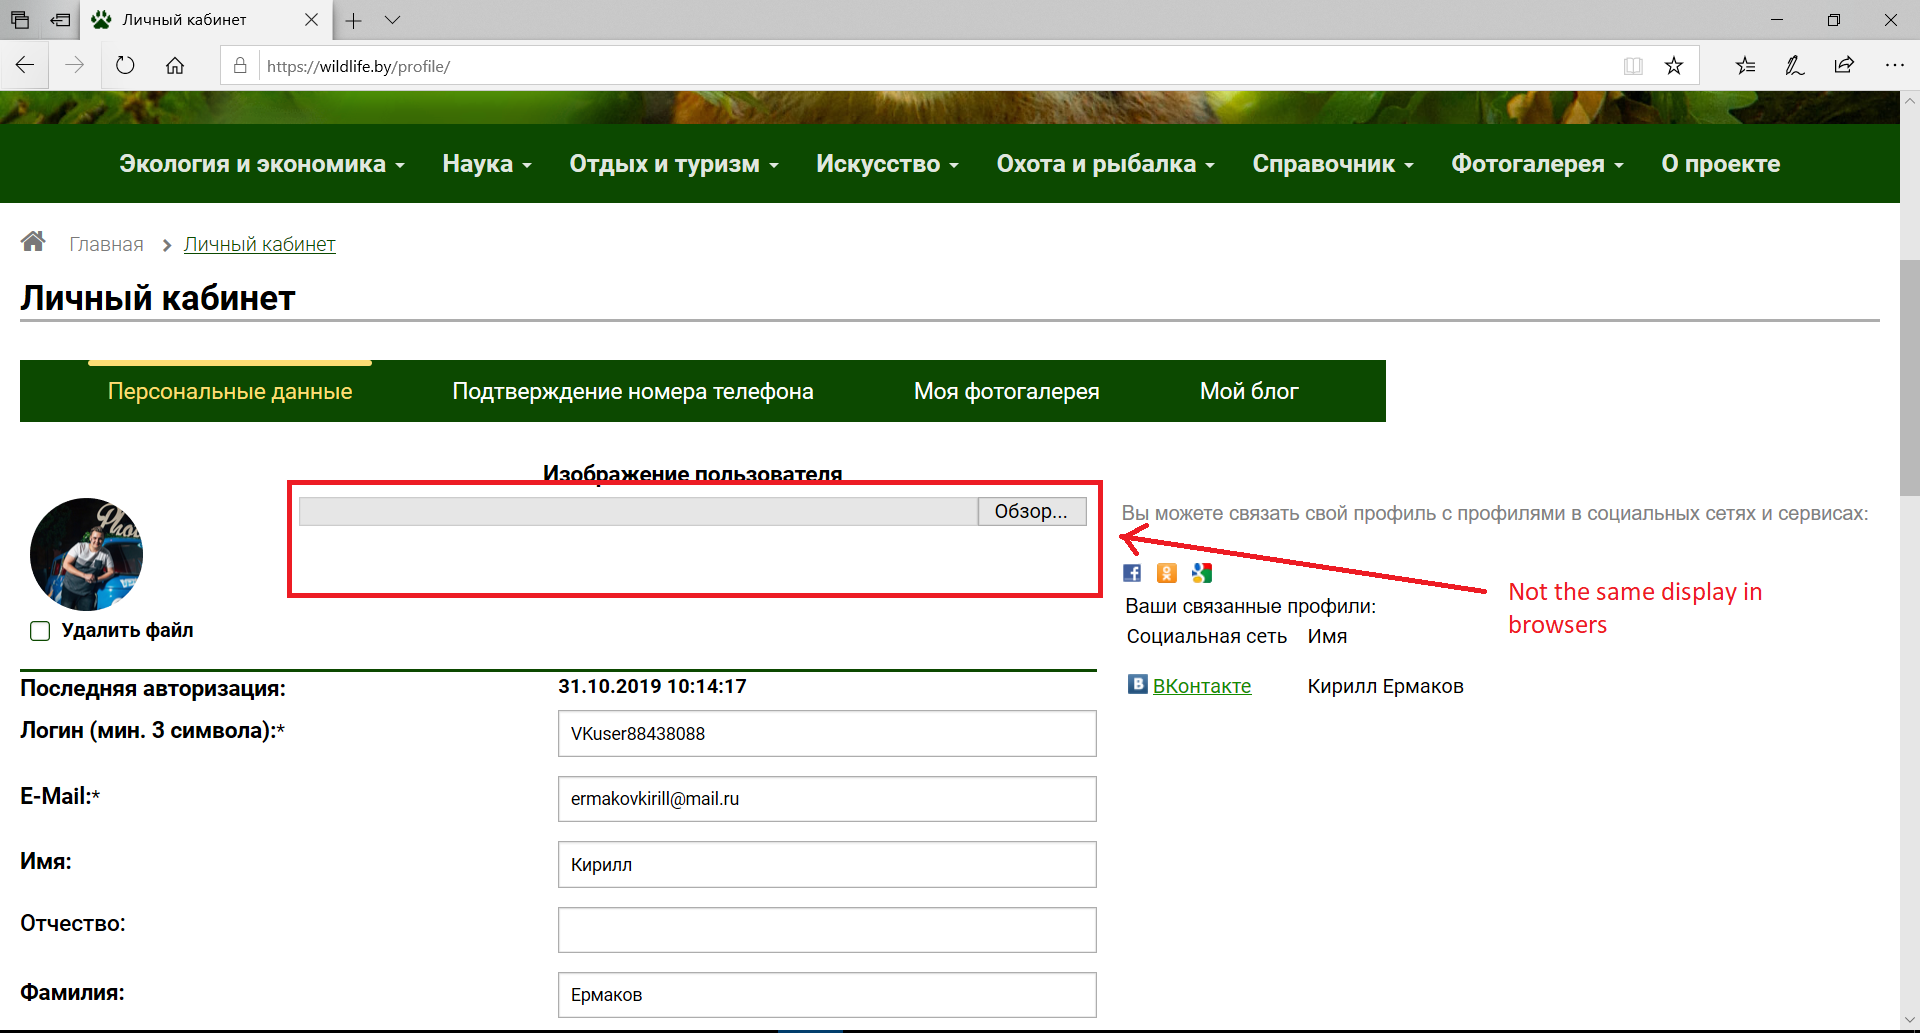 Личный кабинет
https://wildlife.by/profile/
Экология и экономика Наука Отдых и туризм Искусство Охота и рыбалка Справочник Фотогалерея О проекте
Главная Личный кабинет
Личный кабинет
Персональные данные Подтверждение номера телефона Моя фотогалерея Мой блог
Изображение пользователя
Обзор...
Вы можете связать свой профиль с профилями в социальных сетях и сервисах:
Not the same display in
browsers
Ваши связанные профили:
Удалить файл
Социальная сеть Имя
Последняя авторизация: 31.10.2019 10:14:17
ВКонтакте Кирилл Ермаков
Логин (мин. 3 символа):* VKuser88438088
E-Mail:* ermakovkirill@mail.ru
Имя: Кирилл
Отчество:
Фамилия: Ермаков